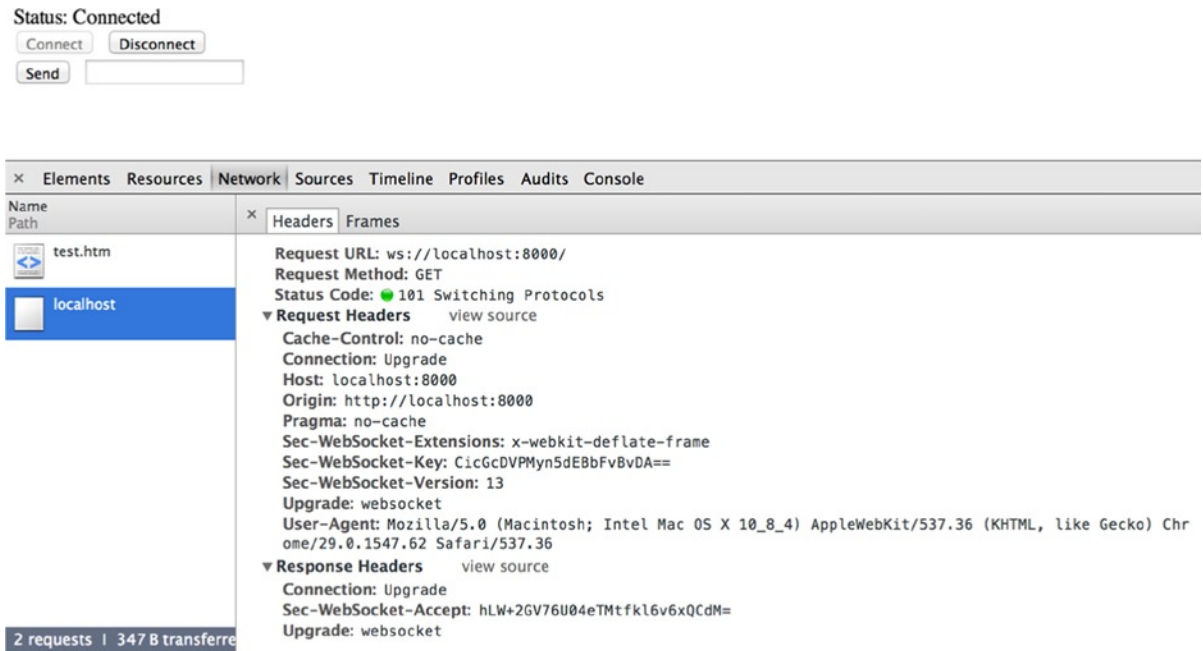 Status: Connected
Connect Disconnect
Send
× Elements Resources Network Sources Timeline Profiles Audits Console
Name
Path
× Headers Frames
test.htm
localhost
Request URL: ws://localhost:8000/
Request Method: GET
Status Code: 101 Switching Protocols
▼Request Headers view source
Cache-Control: no-cache
Connection: Upgrade
Host: localhost:8000
Origin: http://localhost:8000
Pragma: no-cache
Sec-WebSocket-Extensions: x-webkit-deflate-frame
Sec-WebSocket-Key: CicGcDVPMyn5dEBbFvBvDA==
Sec-WebSocket-Version: 13
Upgrade: websocket
User-Agent: Mozilla/5.0 (Macintosh; Intel Mac OS X 10_8_4) AppleWebKit/537.36 (KHTML, like Gecko) Chr
ome/29.0.1547.62 Safari/537.36
▼Response Headers view source
Connection: Upgrade
Sec-WebSocket-Accept: hLW+2GV76U04eTMtfkl6v6xQCdM=
Upgrade: websocket
2 requests | 347 B transferre